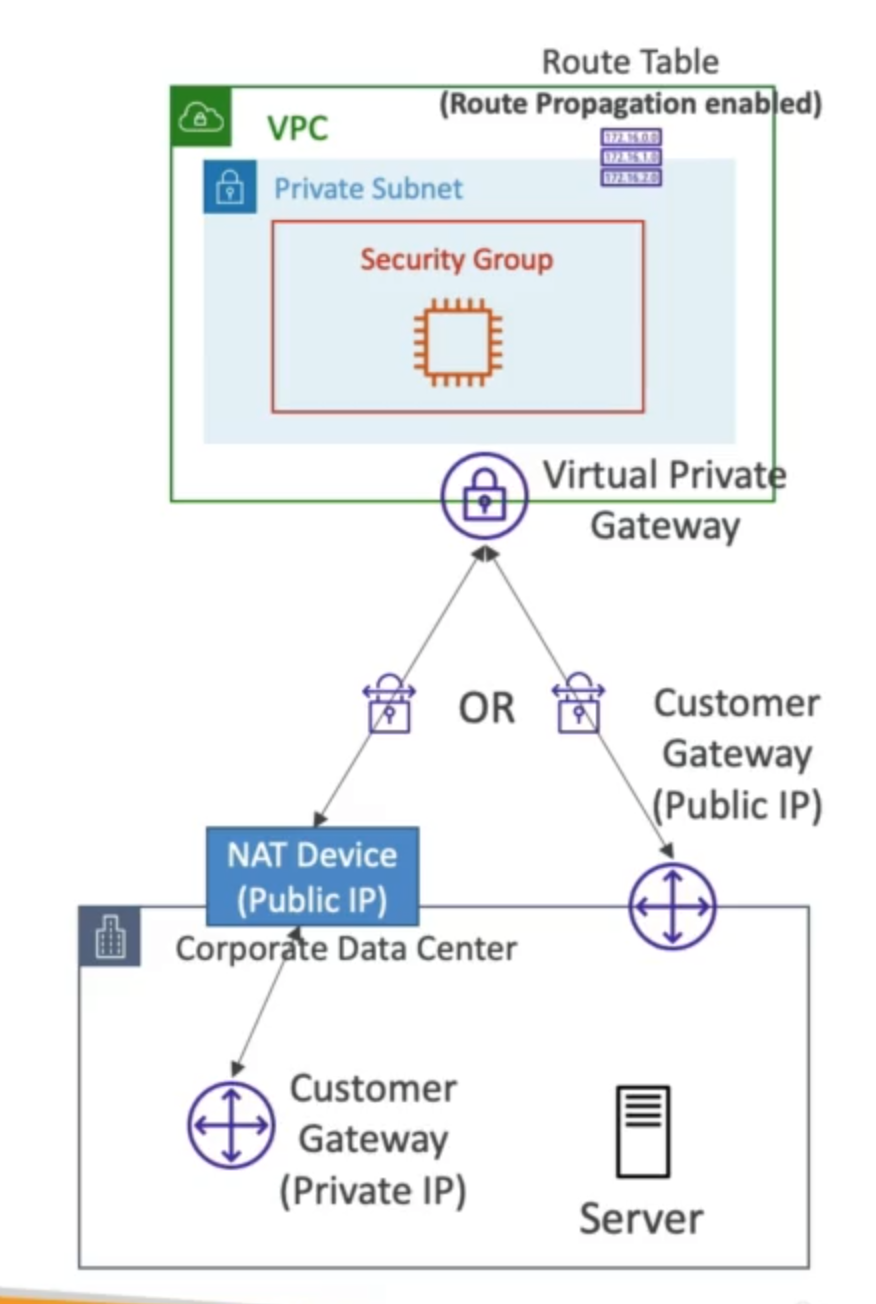 Route Table
(Route Propagation enabled)
VPC
172.16.0.0
172.16.1.0
172.16.2.0
Private Subnet
Security Group
Virtual Private
Gateway
OR
Customer
Gateway
(Public IP)
NAT Device
(Public IP)
Corporate Data Center
Customer
Gateway
(Private IP)
Server